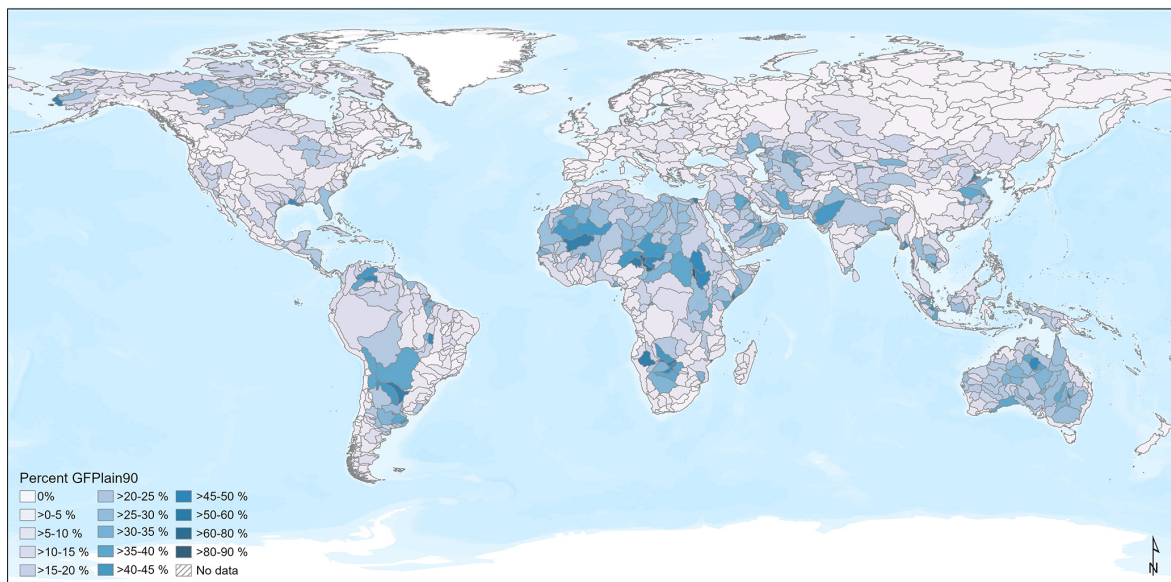 Percent GFPlain90
0% >20-25 % >45-50 %
>0-5 % >25-30 % >50-60 %
>5-10 % >30-35 % >60-80 %
>10-15 % >35-40 % >80-90 %
>15-20 % >40-45 % No data
N